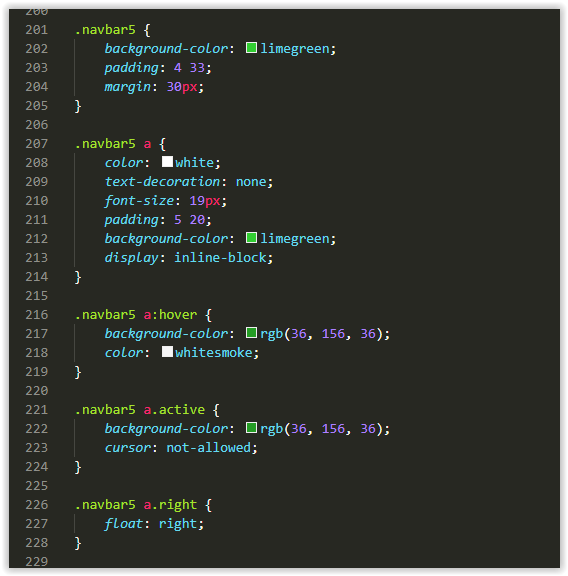 200
201 .navbar5 {
202 background-color: limegreen;
203 padding: 4 33;
204 margin: 30px;
205 }
206
207 .navbar5 a {
208 color: white;
209 text-decoration: none;
210 font-size: 19px;
211 padding: 5 20;
212 background-color: limegreen;
213 display: inline-block;
214 }
215
216 .navbar5 a:hover {
217 background-color: rgb(36, 156, 36);
218 color: whitesmoke;
219 }
220
221 .navbar5 a.active {
222 background-color: rgb(36, 156, 36);
223 cursor: not-allowed;
224 }
225
226 .navbar5 a.right {
227 float: right;
228 }
229